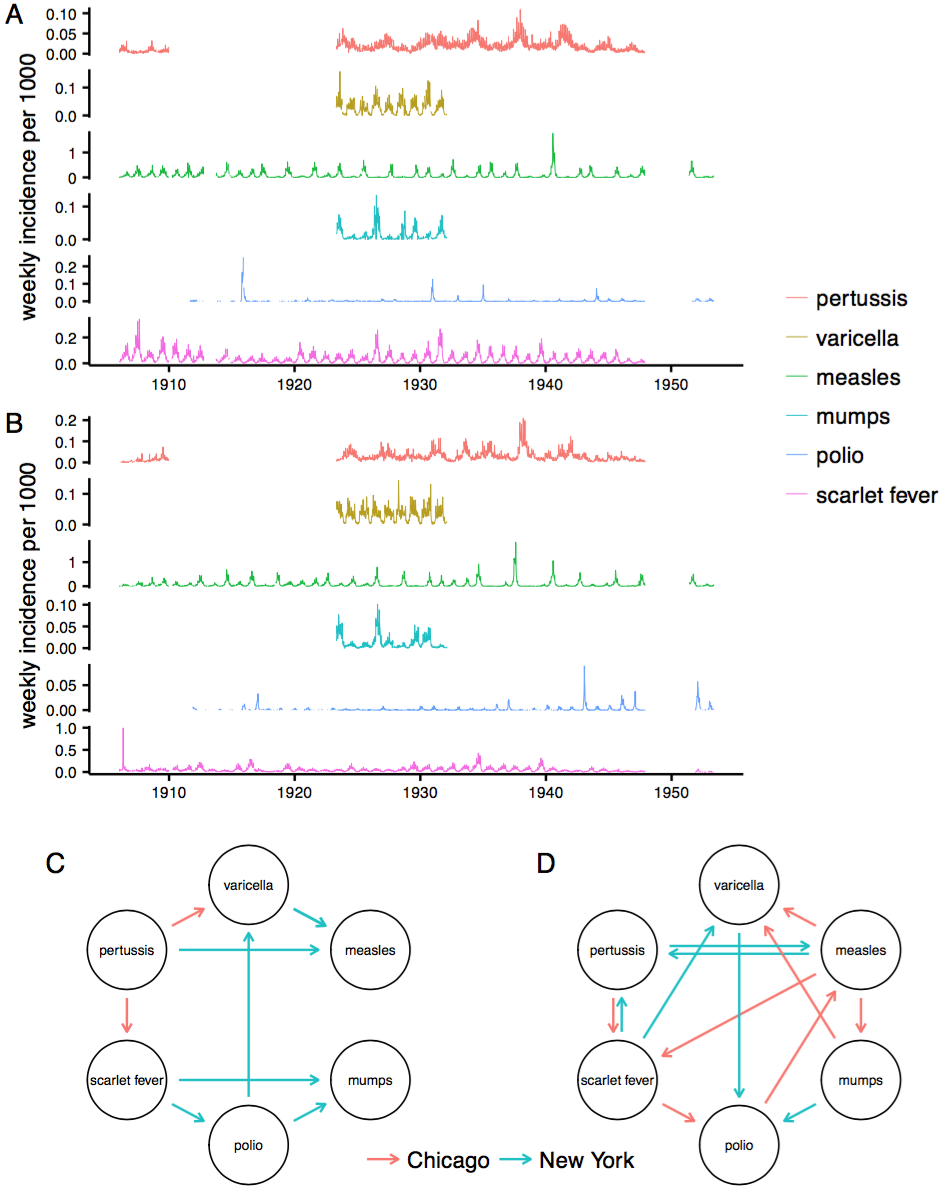 A
weekly incidence per 1000
0.10
0.05
0.00
0.1
0.0
1
0
0.1
0.0
0.2
0.1
0.0
0.2
0.0
1910 1920 1930 1940 1950
pertussis
varicella
measles
mumps
polio
scarlet fever
B
weekly incidence per 1000
0.2
0.1
0.0
0.1
0.0
1
0
0.10
0.05
0.00
0.05
0.00
1.0
0.5
0.0
1910 1920 1930 1940 1950
C
varicella
pertussis measles
scarlet fever mumps
polio
D
varicella
pertussis measles
scarlet fever mumps
polio
Chicago New York